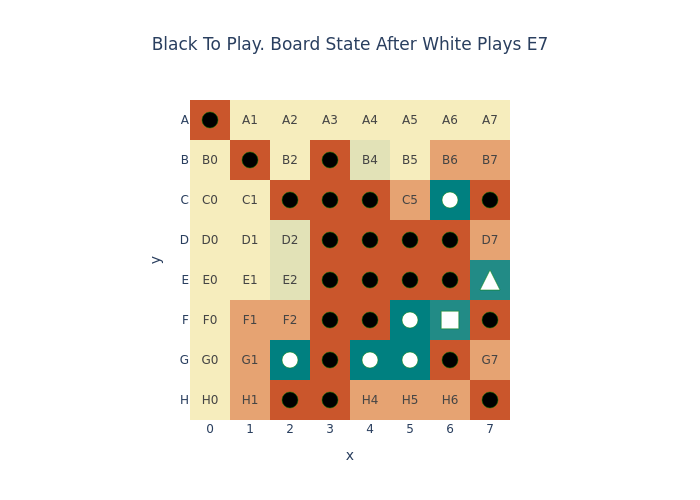 Black To Play. Board State After White Plays E7
A A1 A2 A3 A4 A5 A6 A7
B B0 B2 B4 B5 B6 B7
C C0 C1 C5
D D0 D1 D2 D7
E E0 E1 E2
F F0 F1 F2
G G0 G1 G7
H H0 H1 H4 H5 H6
0 1 2 3 4 5 6 7
x
y